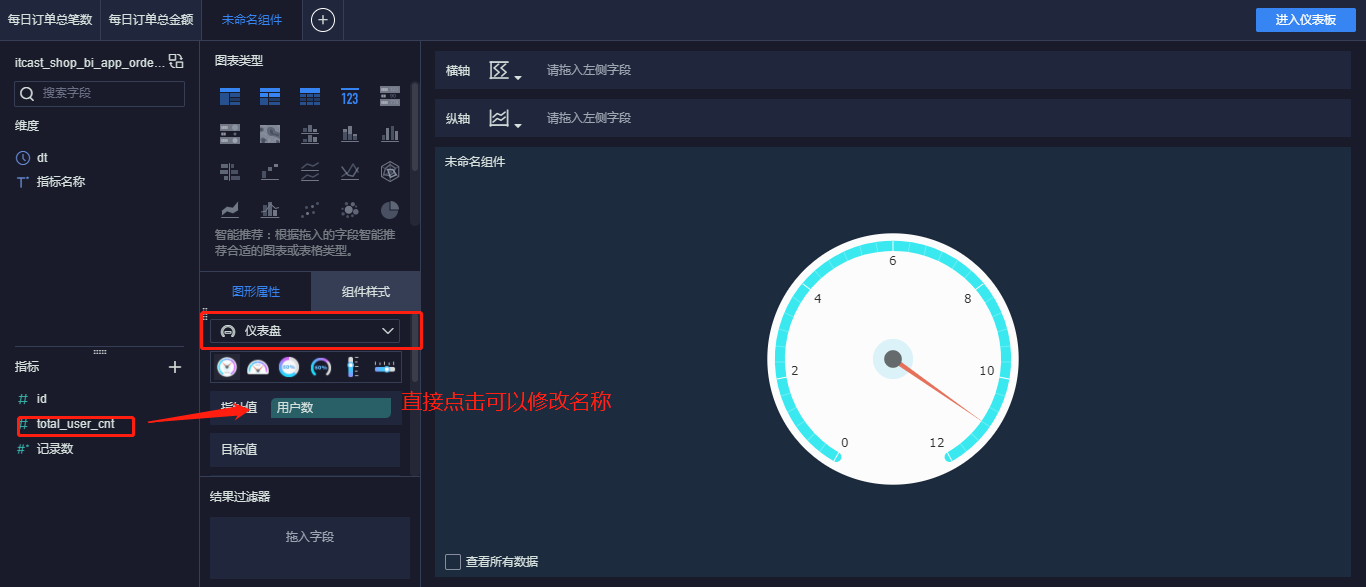 每日订单总笔数
每日订单总金额
未命名组件
进入仪表板
itcast_shop_bi_app_orde...
搜索字段
维度
dt
T* 指标名称
指标
# id
# total_user_cnt
#* 记录数
图表类型
123
智能推荐：根据拖入的字段智能推
荐合适的图表或表格类型。
图形属性
组件样式
仪表盘
用户数
目标值
结果过滤器
拖入字段
直接点击可以修改名称
横轴
请拖入左侧字段
纵轴
请拖入左侧字段
未命名组件
6
4
8
2
10
0
12
查看所有数据